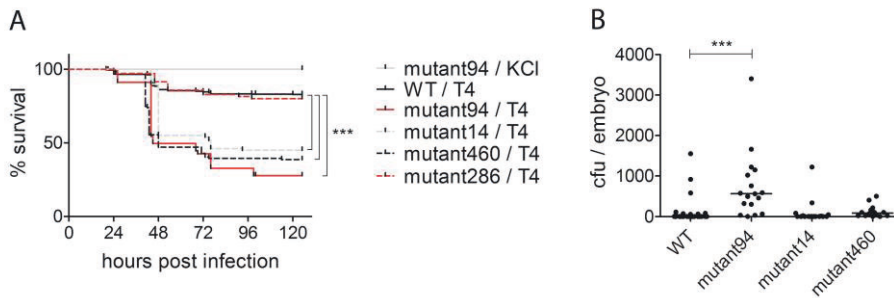 A
% survival
100
50
0
0 24 48 72 96 120
hours post infection
mutant94 / KCl
WT / T4
mutant94 / T4
mutant14 / T4
mutant460 / T4
mutant286 / T4
***
B
cfu / embryo
4000
3000
2000
1000
0
***
WT
mutant94
mutant14
mutant460